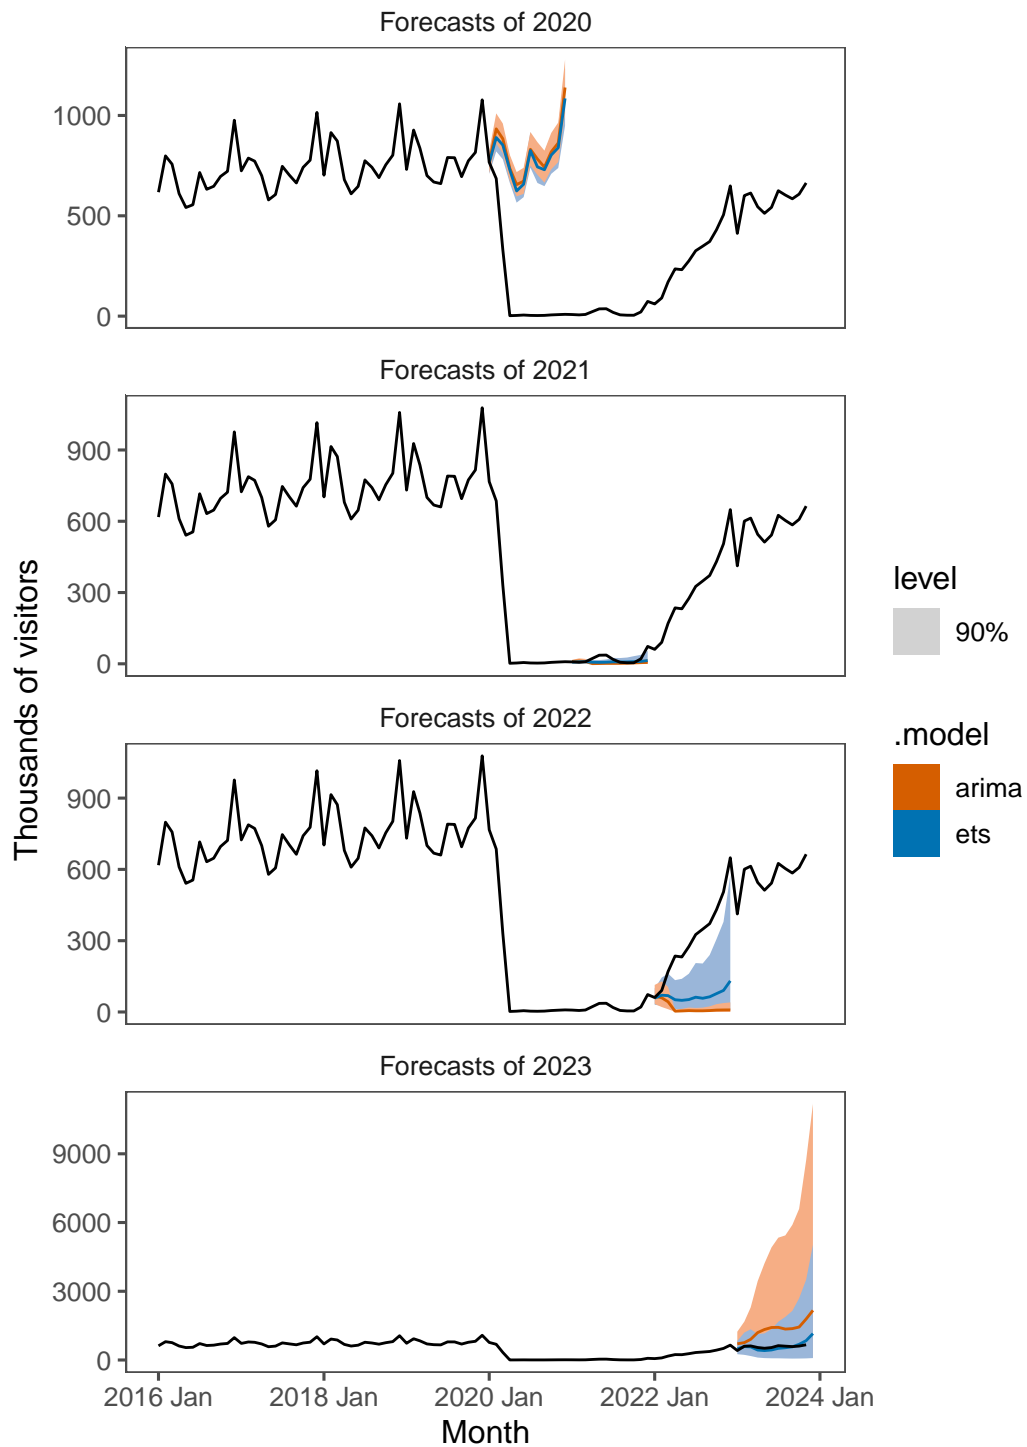 Forecasts of 2020
1000
500
0
Forecasts of 2021
900
600
300
0
Thousands of visitors
Forecasts of 2022
900
600
300
0
Forecasts of 2023
9000
6000
3000
0
2016 Jan
2018 Jan
2020 Jan
2022 Jan
2024 Jan
Month
level
90%
.model
arima
ets